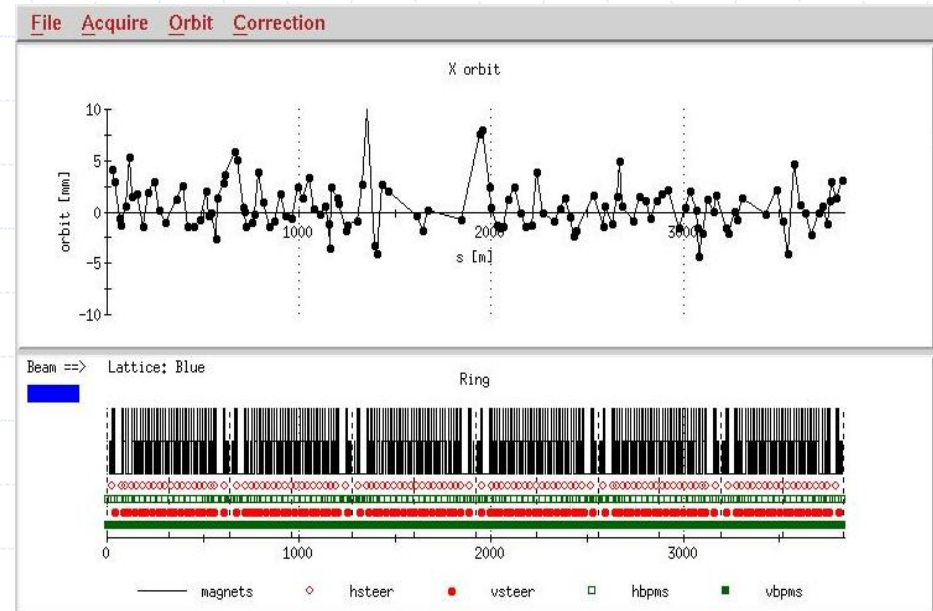 File Acquire Orbit Correction
X orbit
10
5
0
-5
-10
orbit [mm]
1000 2000 3000
s [m]
Beam ==> Lattice: Blue
Ring
0 1000 2000 3000
magnets hsteer vsteer hbpms vbpms